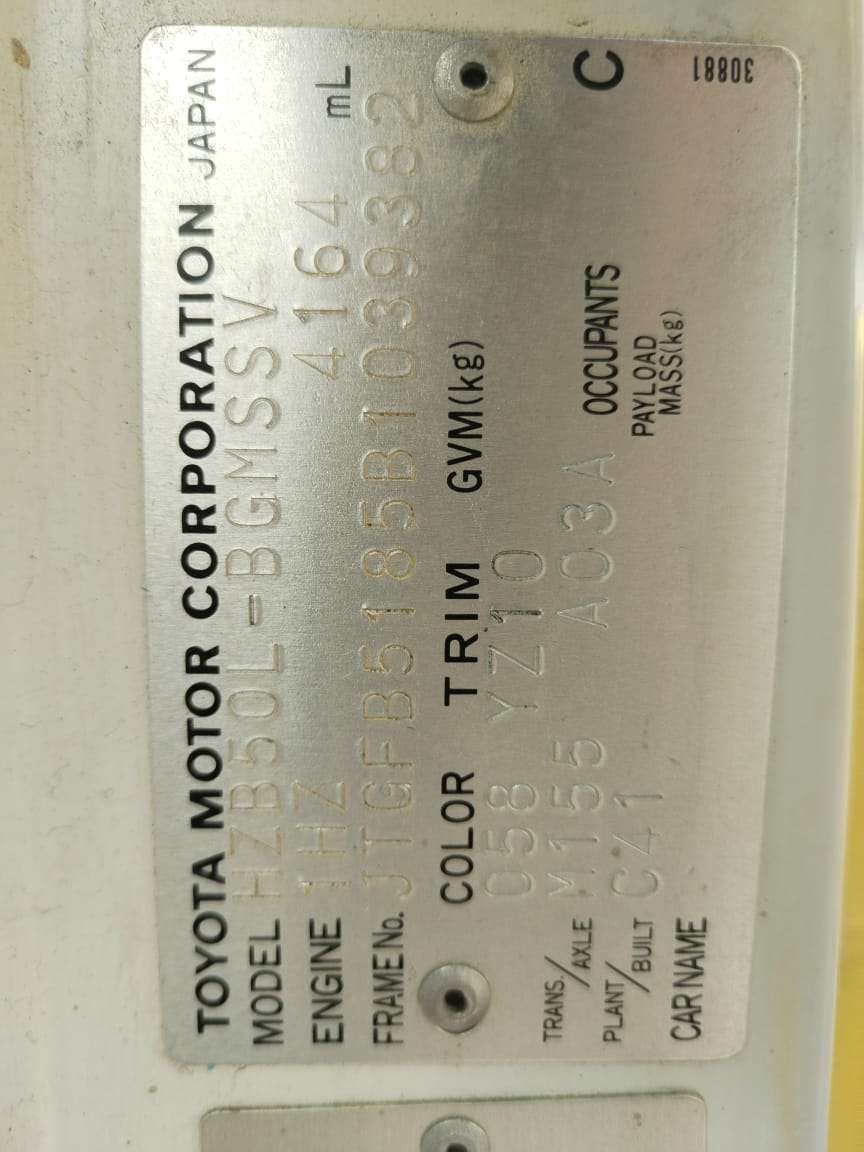 TOYOTA MOTOR CORPORATION JAPAN
MODEL HZB50L-BGMSSV
ENGINE 1HZ 4164 mL
FRAME No. JTGFB5185B1039382
COLOR TRIM GVM(kg)
058 YZ10
TRANS./AXLE M155 A03A OCCUPANTS C
PLANT/BUILT C41 PAYLOAD MASS(kg)
CAR NAME
30881